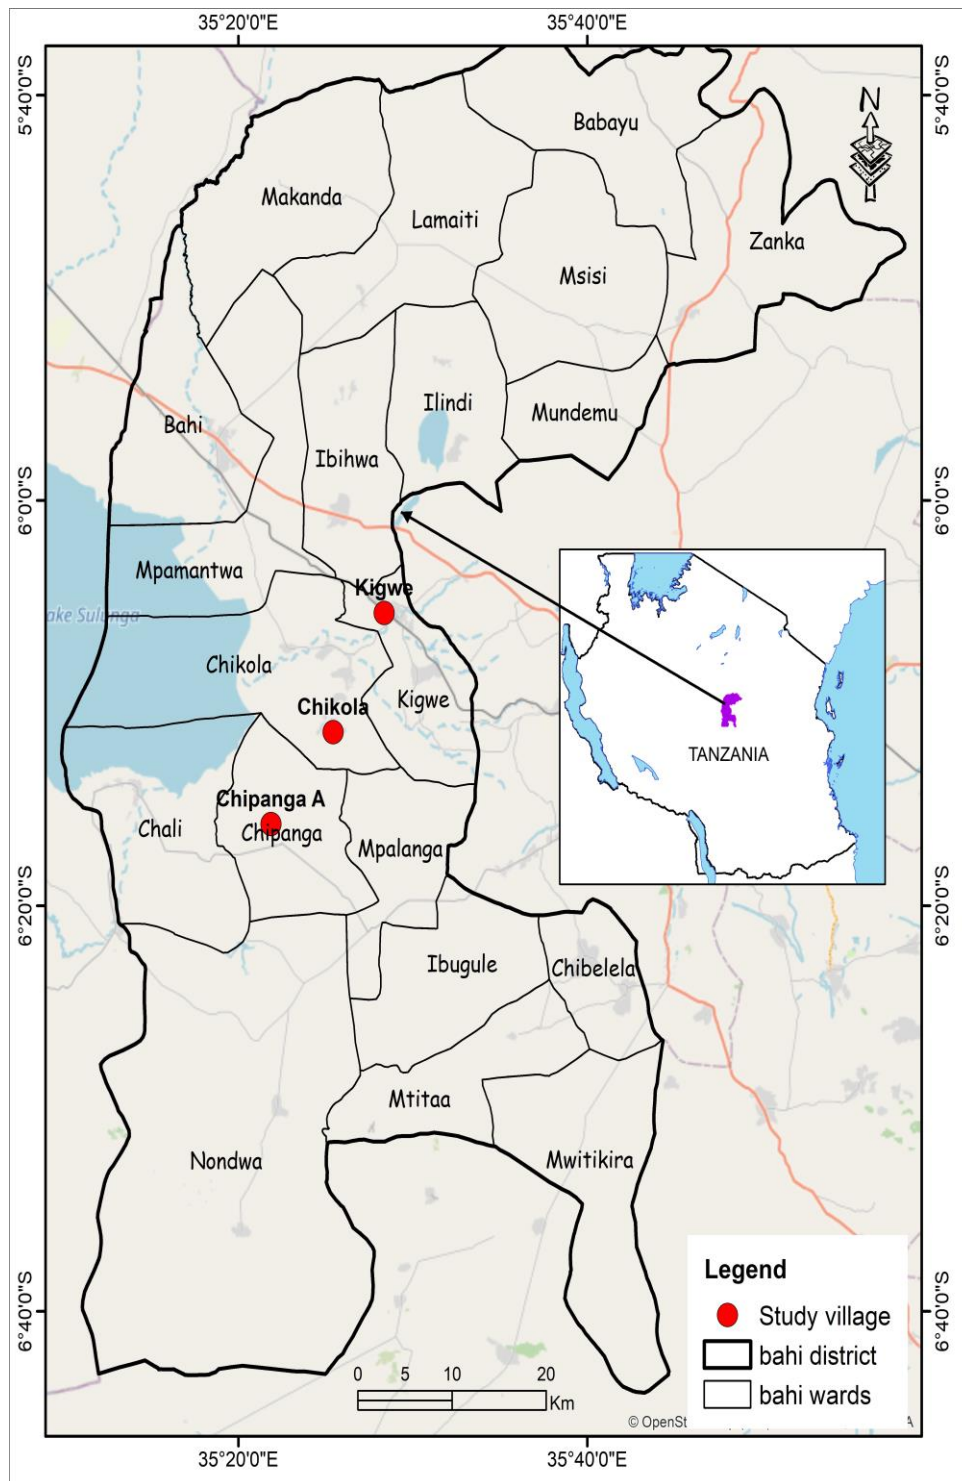 35°20'0"E
35°40'0"E
5°40'0"S
5°40'0"S
N
Babayu
Makanda
Lamaiti
Zanka
Msisi
Ilindi
Mundemu
Bahi
Ibihwa
6°0'0"S
6°0'0"S
Mpamantwa
Kigwe
ake Sulunga
Chikola
Kigwe
Chikola
TANZANIA
Chipanga A
Chali
Chipanga
Mpalanga
6°20'0"S
6°20'0"S
Ibugule
Chibelela
Mtitaa
Nondwa
Mwitikira
Legend
Study village
bahi district
bahi wards
6°40'0"S
6°40'0"S
0 5 10 20
Km
© OpenSt
A
35°20'0"E
35°40'0"E